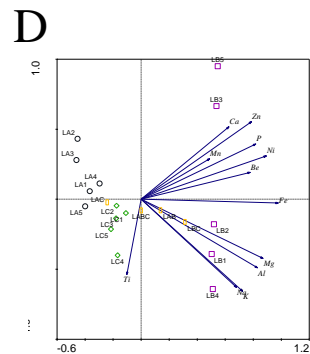 D
1.0
LB5
LB3
Ca
Zn
LA2
P
Mn
LA3
Ni
Be
LA4
LA1
LAC
Fe
LA5
LC2
LABC
LAB
LC1
LC3
LBC
LB2
LC5
LC4
LB1
Mg
Al
Ti
LB4
K
-0.6
1.2